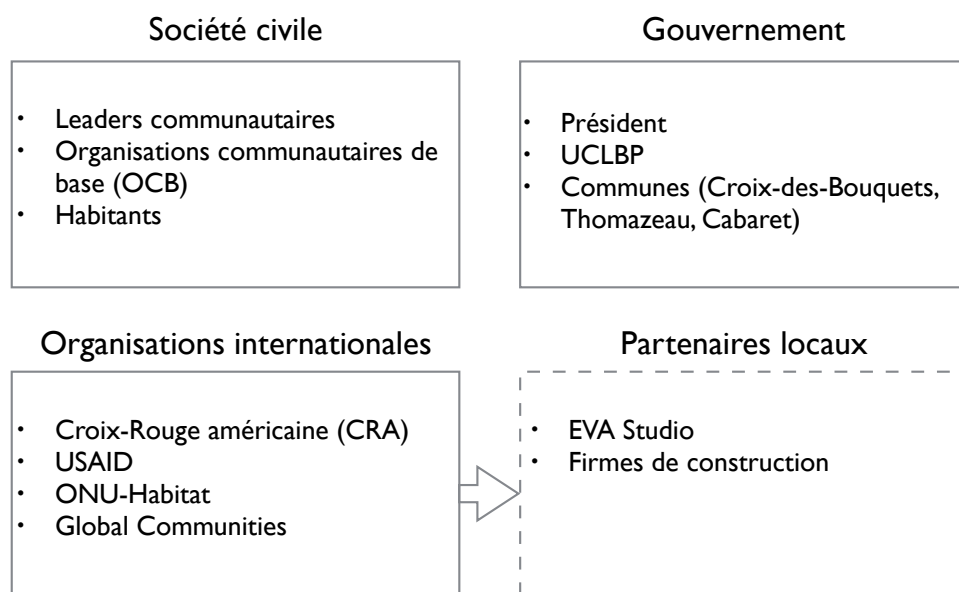 Société civile
• Leaders communautaires
• Organisations communautaires de
base (OCB)
• Habitants
Gouvernement
• Président
• UCLBP
• Communes (Croix-des-Bouquets,
Thomazeau, Cabaret)
Organisations internationales
• Croix-Rouge américaine (CRA)
• USAID
• ONU-Habitat
• Global Communities
Partenaires locaux
• EVA Studio
• Firmes de construction